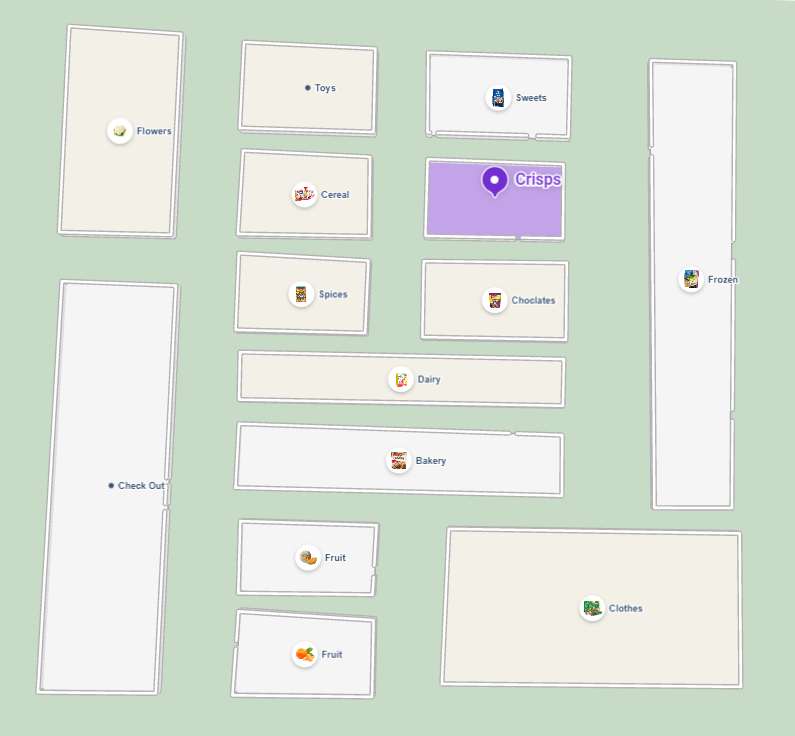 Toys
Sweets
Flowers
Crisps
Cereal
Frozen
Spices
Choclates
Dairy
Bakery
Check Out
Fruit
Clothes
Fruit